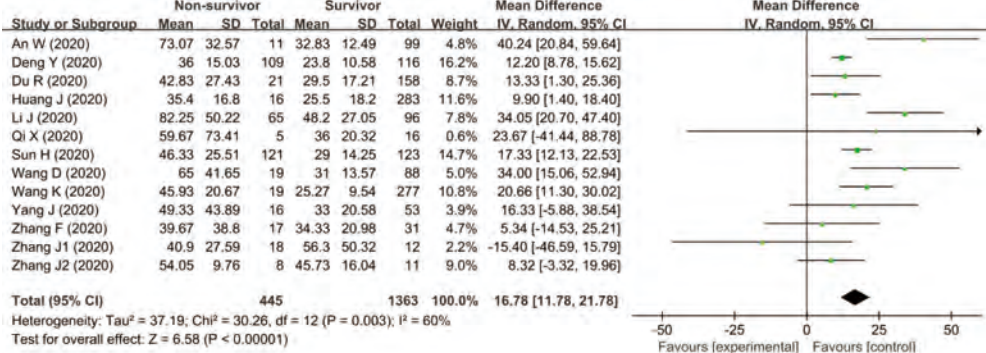 Non-survivor Survivor Mean Difference Mean Difference
Study or Subgroup Mean SD Total Mean SD Total Weight IV, Random, 95% CI IV, Random, 95% CI
An W (2020) 73.07 32.57 11 32.83 12.49 99 4.8% 40.24 [20.84, 59.64]
Deng Y (2020) 36 15.03 109 23.8 10.58 116 16.2% 12.20 [8.78, 15.62]
Du R (2020) 42.83 27.43 21 29.5 17.21 158 8.7% 13.33 [1.30, 25.36]
Huang J (2020) 35.4 16.8 16 25.5 18.2 283 11.6% 9.90 [1.40, 18.40]
Li J (2020) 82.25 50.22 65 48.2 27.05 96 7.8% 34.05 [20.70, 47.40]
Qi X (2020) 59.67 73.41 5 36 20.32 16 0.6% 23.67 [-41.44, 88.78]
Sun H (2020) 46.33 25.51 121 29 14.25 123 14.7% 17.33 [12.13, 22.53]
Wang D (2020) 65 41.65 19 31 13.57 88 4.9% 34.00 [15.06, 52.94]
Wang K (2020) 45.93 20.67 19 25.27 9.54 277 10.8% 20.66 [11.30, 30.02]
Yang J (2020) 49.33 43.89 16 33 20.58 53 3.9% 16.33 [-5.88, 38.54]
Zhang F (2020) 39.67 38.8 17 34.33 20.98 31 4.7% 5.34 [-14.53, 25.21]
Zhang J1 (2020) 40.9 27.59 18 56.3 50.32 12 2.2% -15.40 [-46.59, 15.79]
Zhang J2 (2020) 54.05 9.76 8 45.73 16.04 11 9.0% 8.32 [-3.32, 19.96]
Total (95% CI) 445 1363 100.0% 16.78 [11.78, 21.78]
Heterogeneity: Tau² = 37.19; Chi² = 30.26, df = 12 (P = 0.003); I² = 60%
Test for overall effect: Z = 6.58 (P < 0.00001)
-50 -25 0 25 50
Favours [experimental] Favours [control]